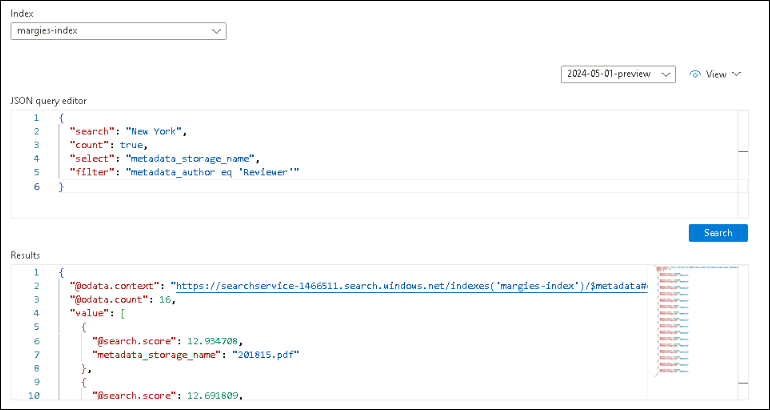 Index
margies-index
2024-05-01-preview View
JSON query editor
1 {
2 "search": "New York",
3 "count": true,
4 "select": "metadata_storage_name",
5 "filter": "metadata_author eq 'Reviewer'"
6 }
Search
Results
1 {
2 "@odata.context": "https://searchservice-1466511.search.windows.net/indexes('margies-index')/$metadata#
3 "@odata.count": 16,
4 "value": [
5 {
6 "@search.score": 12.934708,
7 "metadata_storage_name": "201815.pdf"
8 },
9 {
10 "@search.score": 12.691809,